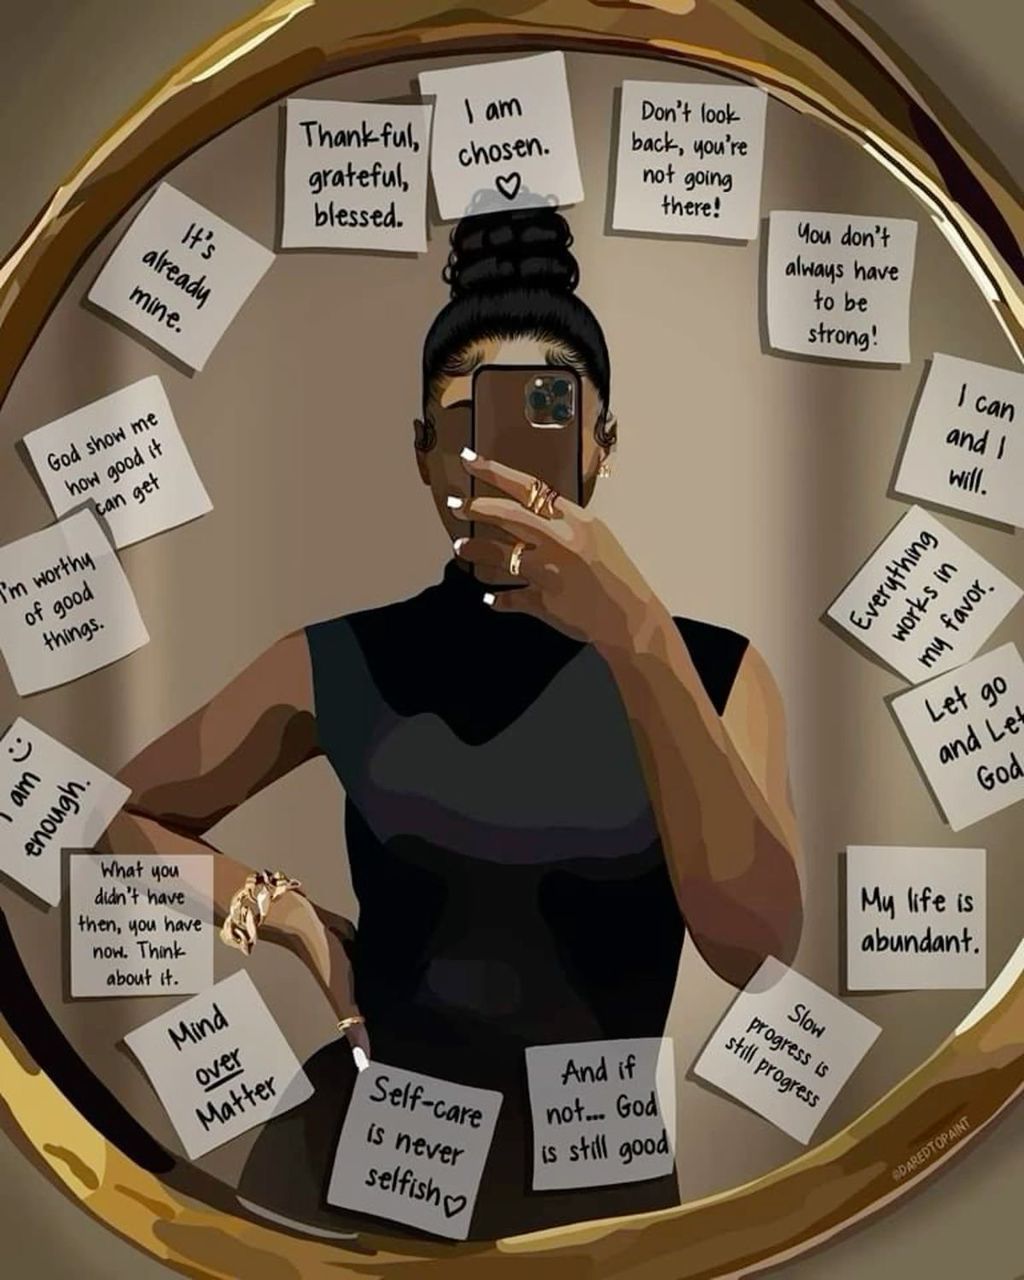 Thankful,
grateful,
blessed.
I am
chosen.
Don't look
back, you're
not going
there!
You don't
always have
to be
strong!
I can
and I
will.
Everything
works in
my favor.
Let go
and Let
God
My life is
abundant.
Slow
progress is
still progress
And if
not... God
is still good
Self-care
is never
selfish
Mind
over
Matter
What you
didn't have
then, you have
now. Think
about it.
I am
enough.
I'm worthy
of good
things.
God show me
how good it
can get
It's
already
mine.
@DAREDTOPAINT